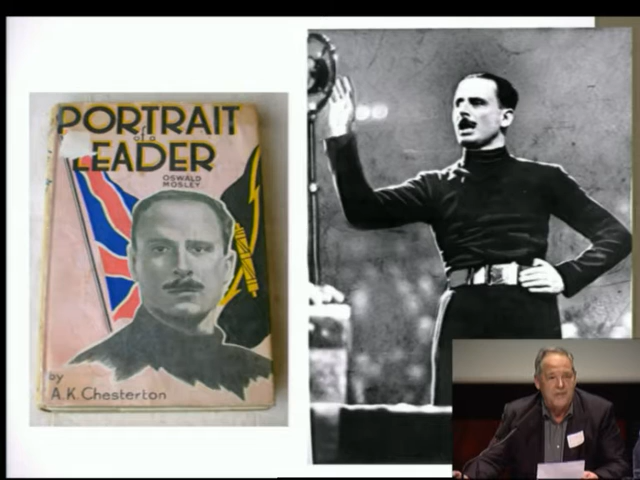 PORTRAIT
of a
LEADER
OSWALD
MOSLEY
by
A.K. Chesterton